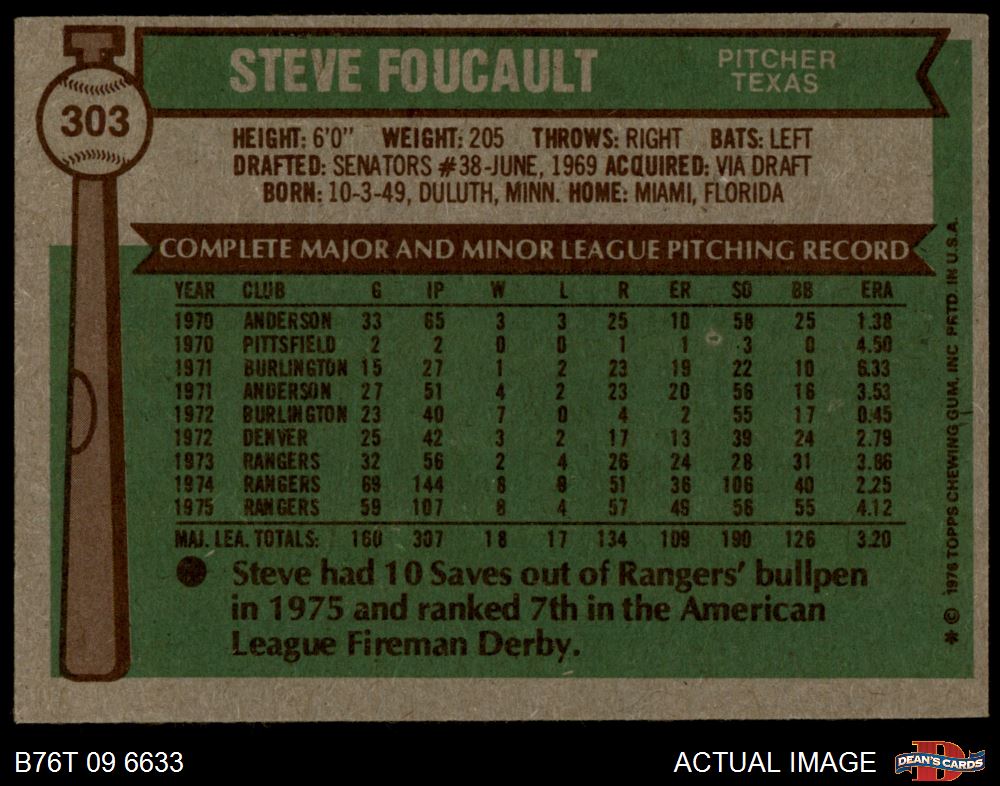 303
STEVE FOUCAULT
PITCHER
TEXAS
HEIGHT: 6'0" WEIGHT: 205 THROWS: RIGHT BATS: LEFT
DRAFTED: SENATORS #38-JUNE, 1969 ACQUIRED: VIA DRAFT
BORN: 10-3-49, DULUTH, MINN. HOME: MIAMI, FLORIDA
COMPLETE MAJOR AND MINOR LEAGUE PITCHING RECORD
YEAR CLUB G IP W L R ER SO BB ERA
1970 ANDERSON 33 65 3 3 25 10 58 25 1.38
1970 PITTSFIELD 2 2 0 0 1 1 3 0 4.50
1971 BURLINGTON 15 27 1 2 23 19 22 10 6.33
1971 ANDERSON 27 51 4 2 23 20 56 16 3.53
1972 BURLINGTON 23 40 7 0 4 2 55 17 0.45
1972 DENVER 25 42 3 2 17 13 39 24 2.79
1973 RANGERS 32 56 2 4 26 24 28 31 3.86
1974 RANGERS 69 144 8 9 51 36 106 40 2.25
1975 RANGERS 59 107 8 4 57 49 56 55 4.12
MAJ. LEA. TOTALS: 160 307 18 17 134 109 190 126 3.20
Steve had 10 Saves out of Rangers' bullpen
in 1975 and ranked 7th in the American
League Fireman Derby.
* © 1976 TOPPS CHEWING GUM, INC PRTD IN U.S.A.
B76T 09 6633
ACTUAL IMAGE
D
DEAN'S CARDS